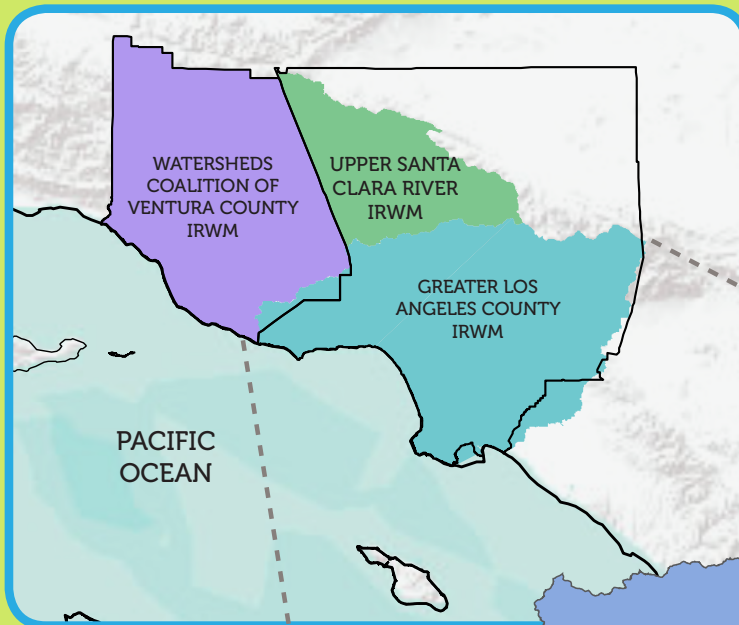 WATERSHEDS
COALITION OF
VENTURA COUNTY
IRWM
UPPER SANTA
CLARA RIVER
IRWM
GREATER LOS
ANGELES COUNTY
IRWM
PACIFIC
OCEAN